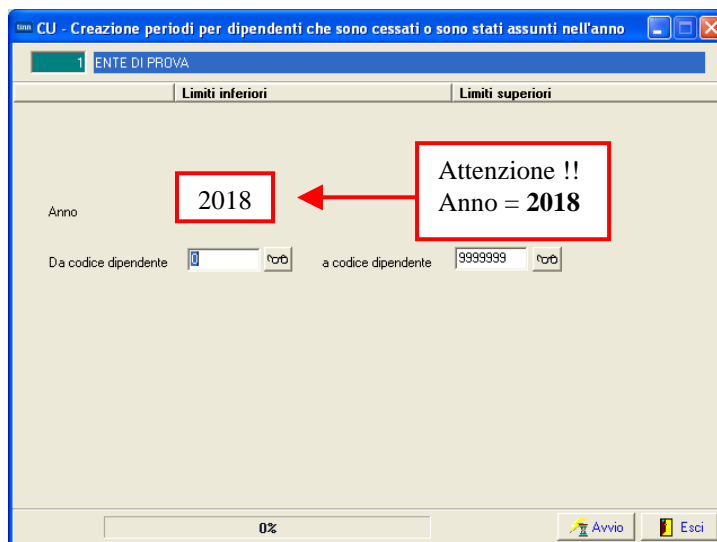 tinn CU - Creazione periodi per dipendenti che sono cessati o sono stati assunti nell'anno
1 ENTE DI PROVA
Limiti inferiori Limiti superiori
Attenzione !!
Anno = 2018
Anno 2018
Da codice dipendente 0 a codice dipendente 9999999
0% Avvio Esci